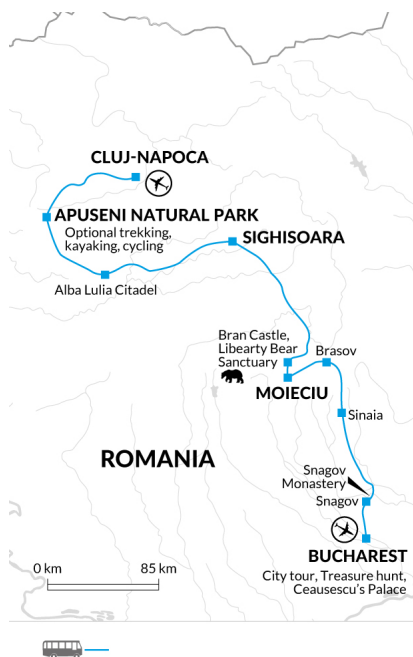 CLUJ-NAPOCA
APUSENI NATURAL PARK
Optional trekking,
kayaking, cycling
SIGHISOARA
Alba Lulia Citadel
Bran Castle,
Libearty Bear
Sanctuary
Brasov
MOIECIU
Sinaia
ROMANIA
Snagov
Monastery
Snagov
0 km
85 km
BUCHAREST
City tour, Treasure hunt,
Ceausescu's Palace